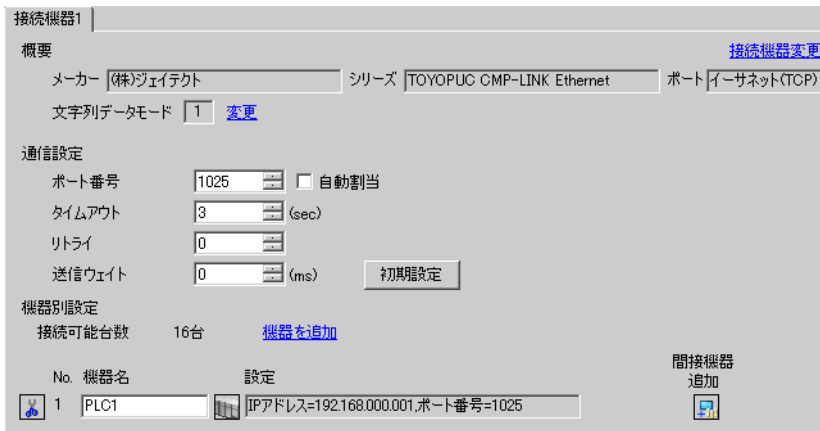 接続機器1
概要
接続機器変更
メーカー (株)ジェイテクト シリーズ TOYOPUC CMP-LINK Ethernet ポート イーサネット(TCP)
文字列データモード 1 変更
通信設定
ポート番号 1025 自動割当
タイムアウト 3 (sec)
リトライ 0
送信ウェイト 0 (ms) 初期設定
機器別設定
接続可能台数 16台 機器を追加
間接機器
No. 機器名 設定 追加
1 PLC1 IPアドレス=192.168.000.001,ポート番号=1025